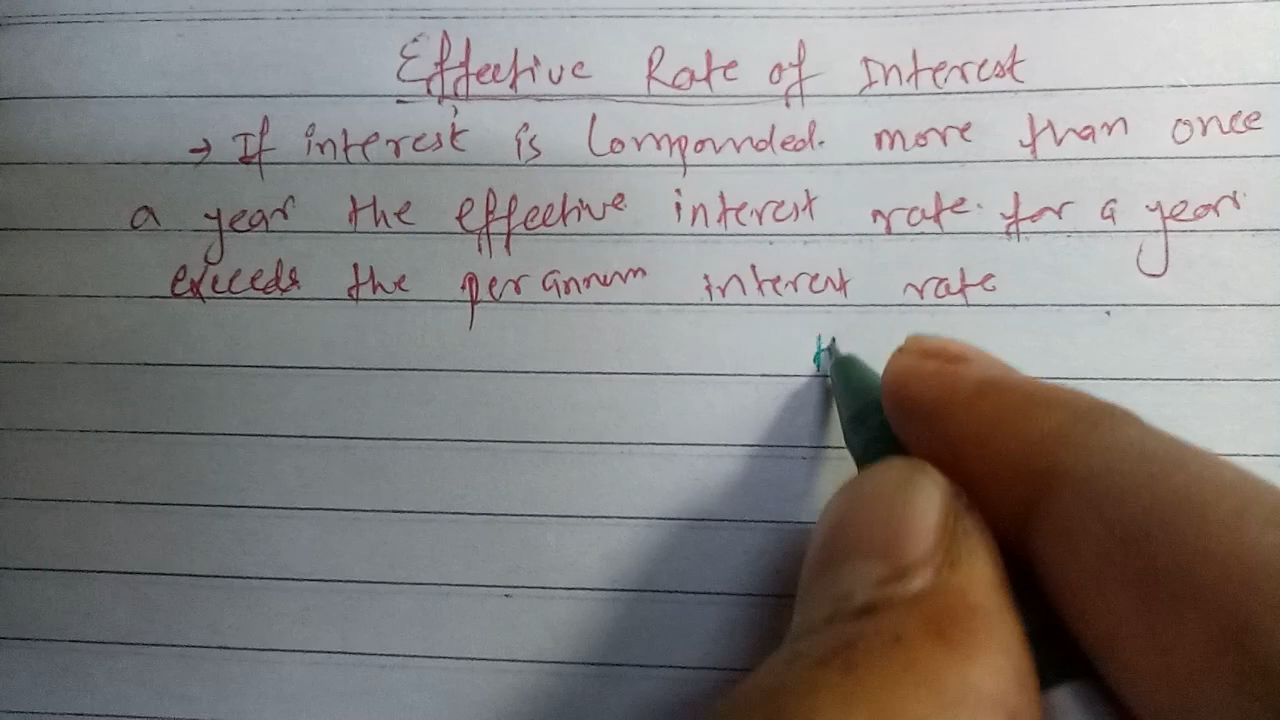 Effective Rate of Interest
→ If interest is Compounded. more than once
a year the effective interest rate. for a year.
exceeds the per annum interest rate